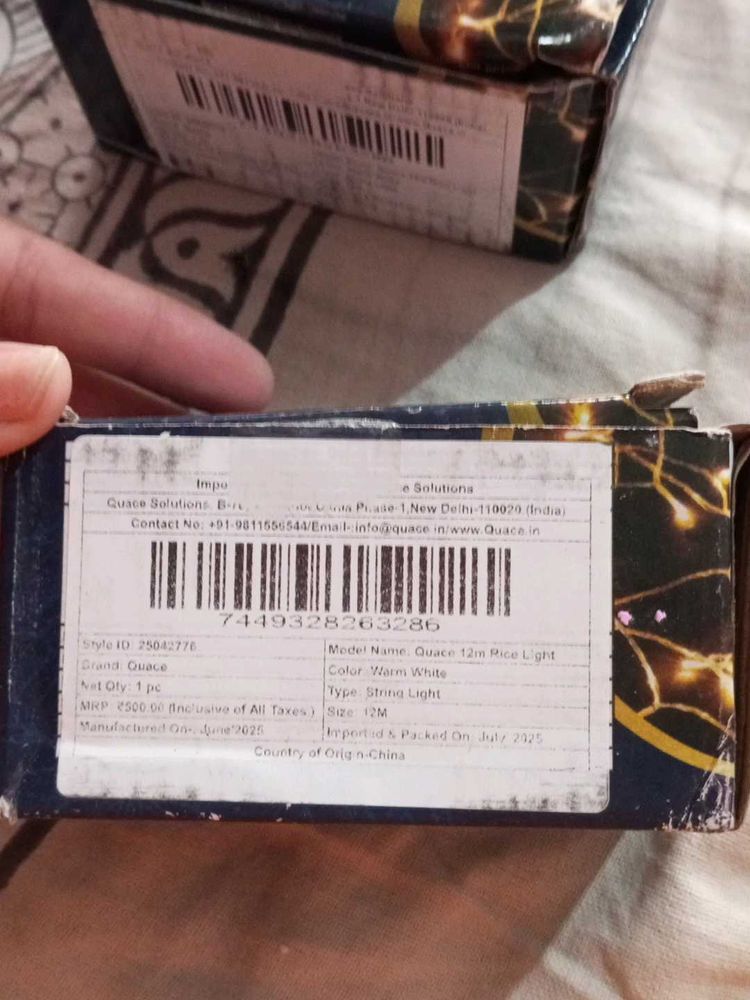 Impo e Solutions
Quace Solutions, Phase-1,New Delhi-110020 (India)
Contact No: +91-9811556544/Email-:info@quace.in/www.Quace.in
7449328263286
Style ID: 25042776
Brand: Quace
Net Qty: 1 pc
MRP: ₹500.00 (Inclusive of All Taxes)
Manufactured On-: June'2025
Model Name: Quace 12m Rice Light
Color: Warm White
Type: String Light
Size: 12M
Imported & Packed On: July 2025
Country of Origin-China